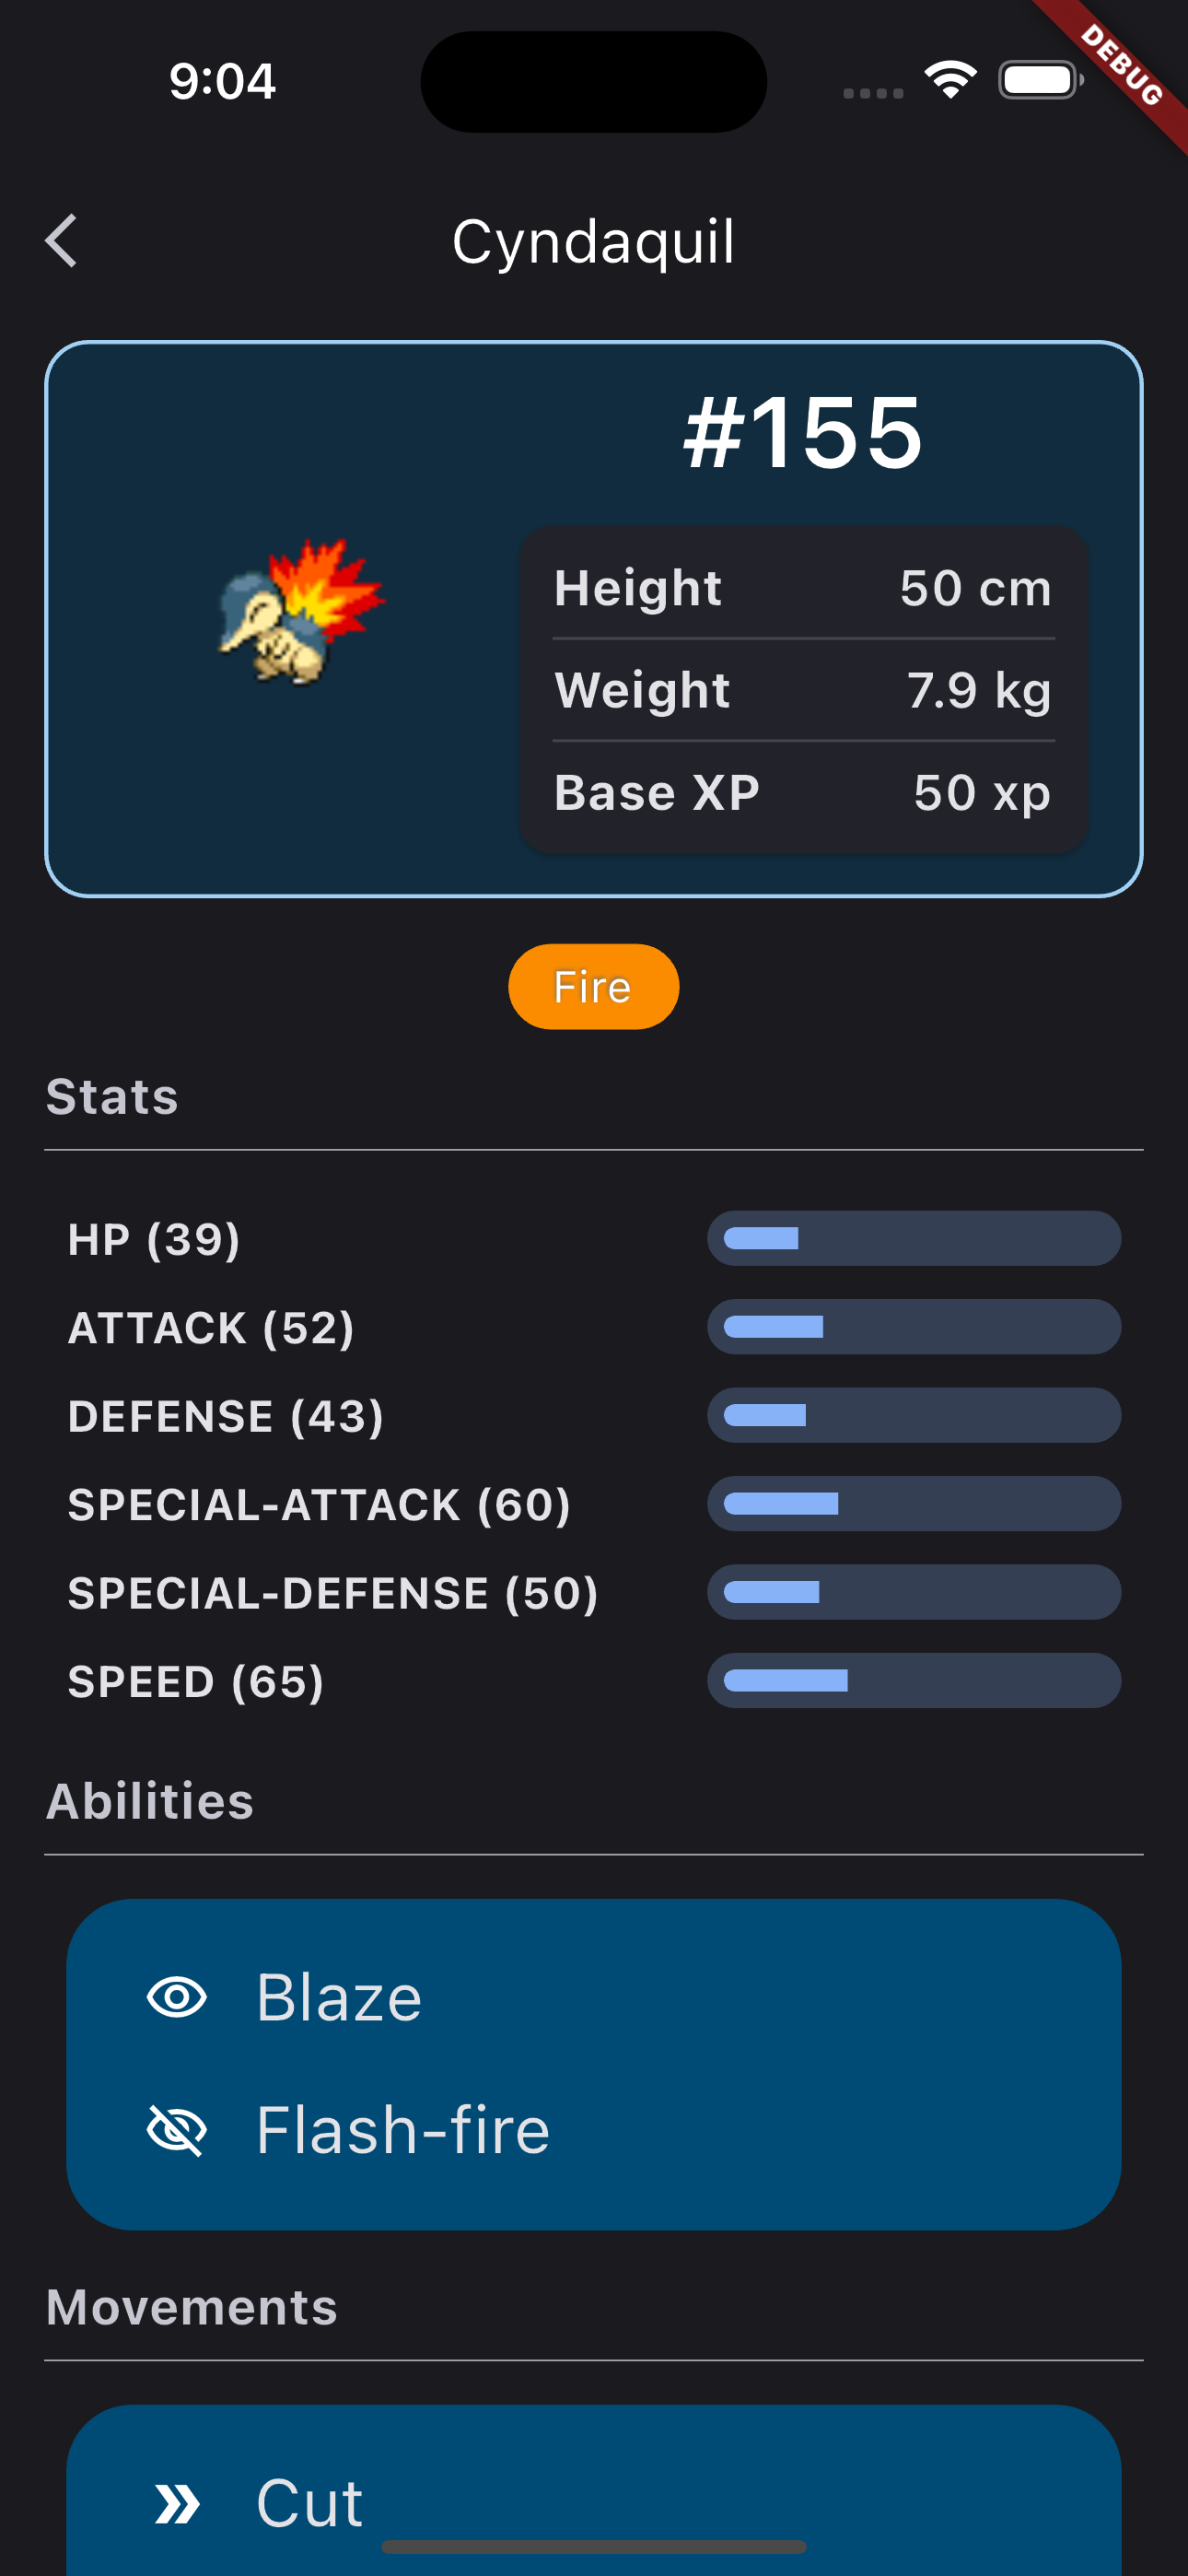 9:04
DEBUG
Cyndaquil
#155
Height 50 cm
Weight 7.9 kg
Base XP 50 xp
Fire
Stats
HP (39)
ATTACK (52)
DEFENSE (43)
SPECIAL-ATTACK (60)
SPECIAL-DEFENSE (50)
SPEED (65)
Abilities
Blaze
Flash-fire
Movements
Cut